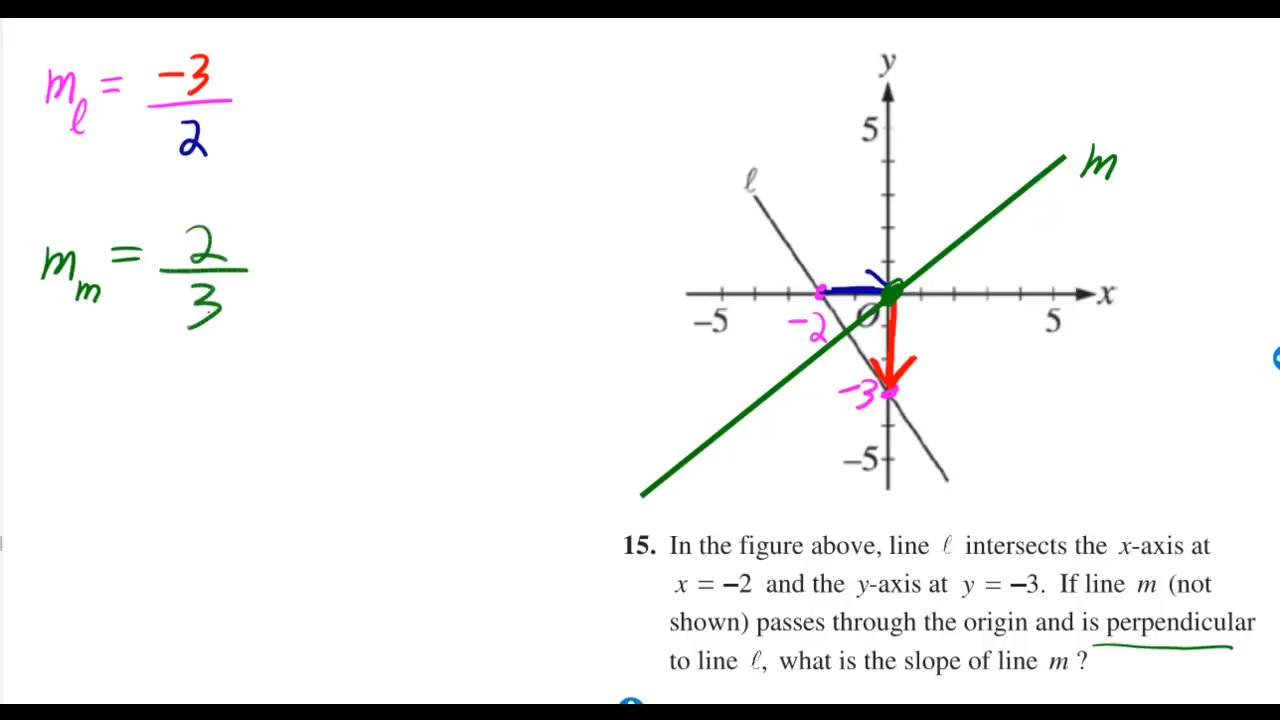 m_ℓ = -3/2
m_m = 2/3
y
5
m
ℓ
x
-5
-2
O
5
-3
-5
15. In the figure above, line ℓ intersects the x-axis at
x = -2 and the y-axis at y = -3. If line m (not
shown) passes through the origin and is perpendicular
to line ℓ, what is the slope of line m ?